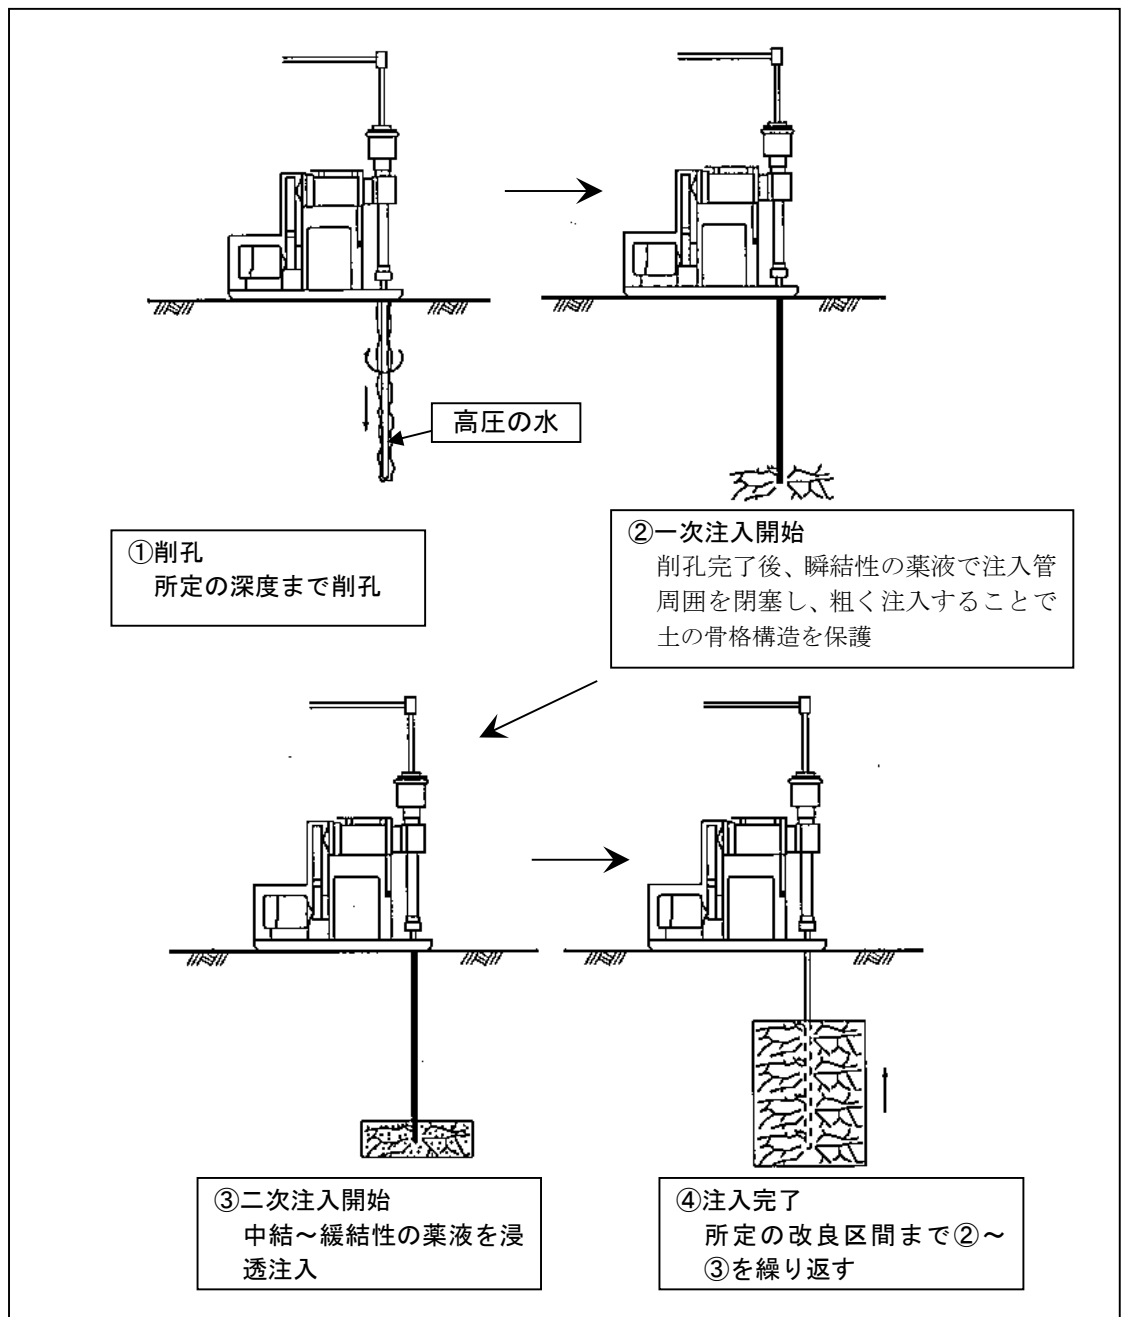 高圧の水
①削孔
所定の深度まで削孔
②一次注入開始
削孔完了後、瞬結性の薬液で注入管
周囲を閉塞し、粗く注入することで
土の骨格構造を保護
③二次注入開始
中結～緩結性の薬液を浸
透注入
④注入完了
所定の改良区間まで②～
③を繰り返す